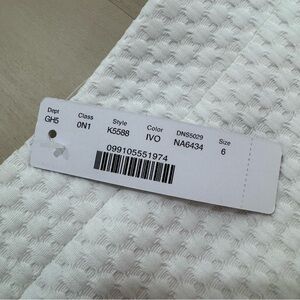 Dept Class Style Color DNS5029 Size
GH5 0N1 K5588 IVO NA6434 6
099105551974